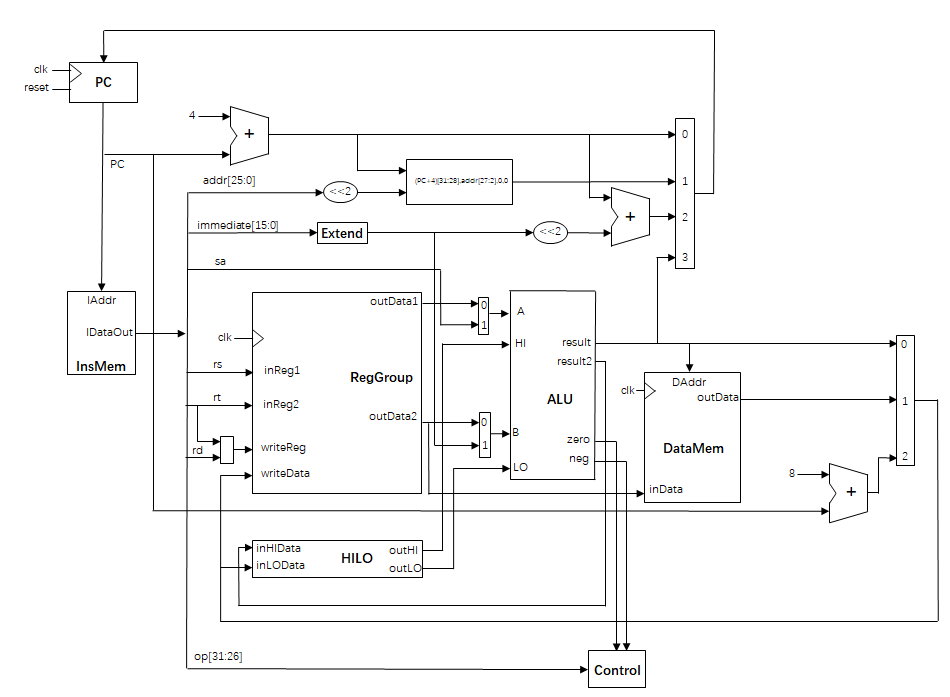 clk
reset
PC
4
+
0
PC
addr[25:0]
<<2
(PC+4)[31:28],addr[27:2],0,0
1
immediate[15:0]
Extend
<<2
+
2
sa
3
IAddr
IDataOut
InsMem
clk
rs
rt
rd
inReg1
inReg2
writeReg
writeData
RegGroup
outData1
outData2
0
1
0
1
A
HI
B
LO
ALU
result
result2
zero
neg
clk
DAddr
outData
DataMem
inData
0
1
2
8
+
inHIData
inLOData
HILO
outHI
outLO
op[31:26]
Control